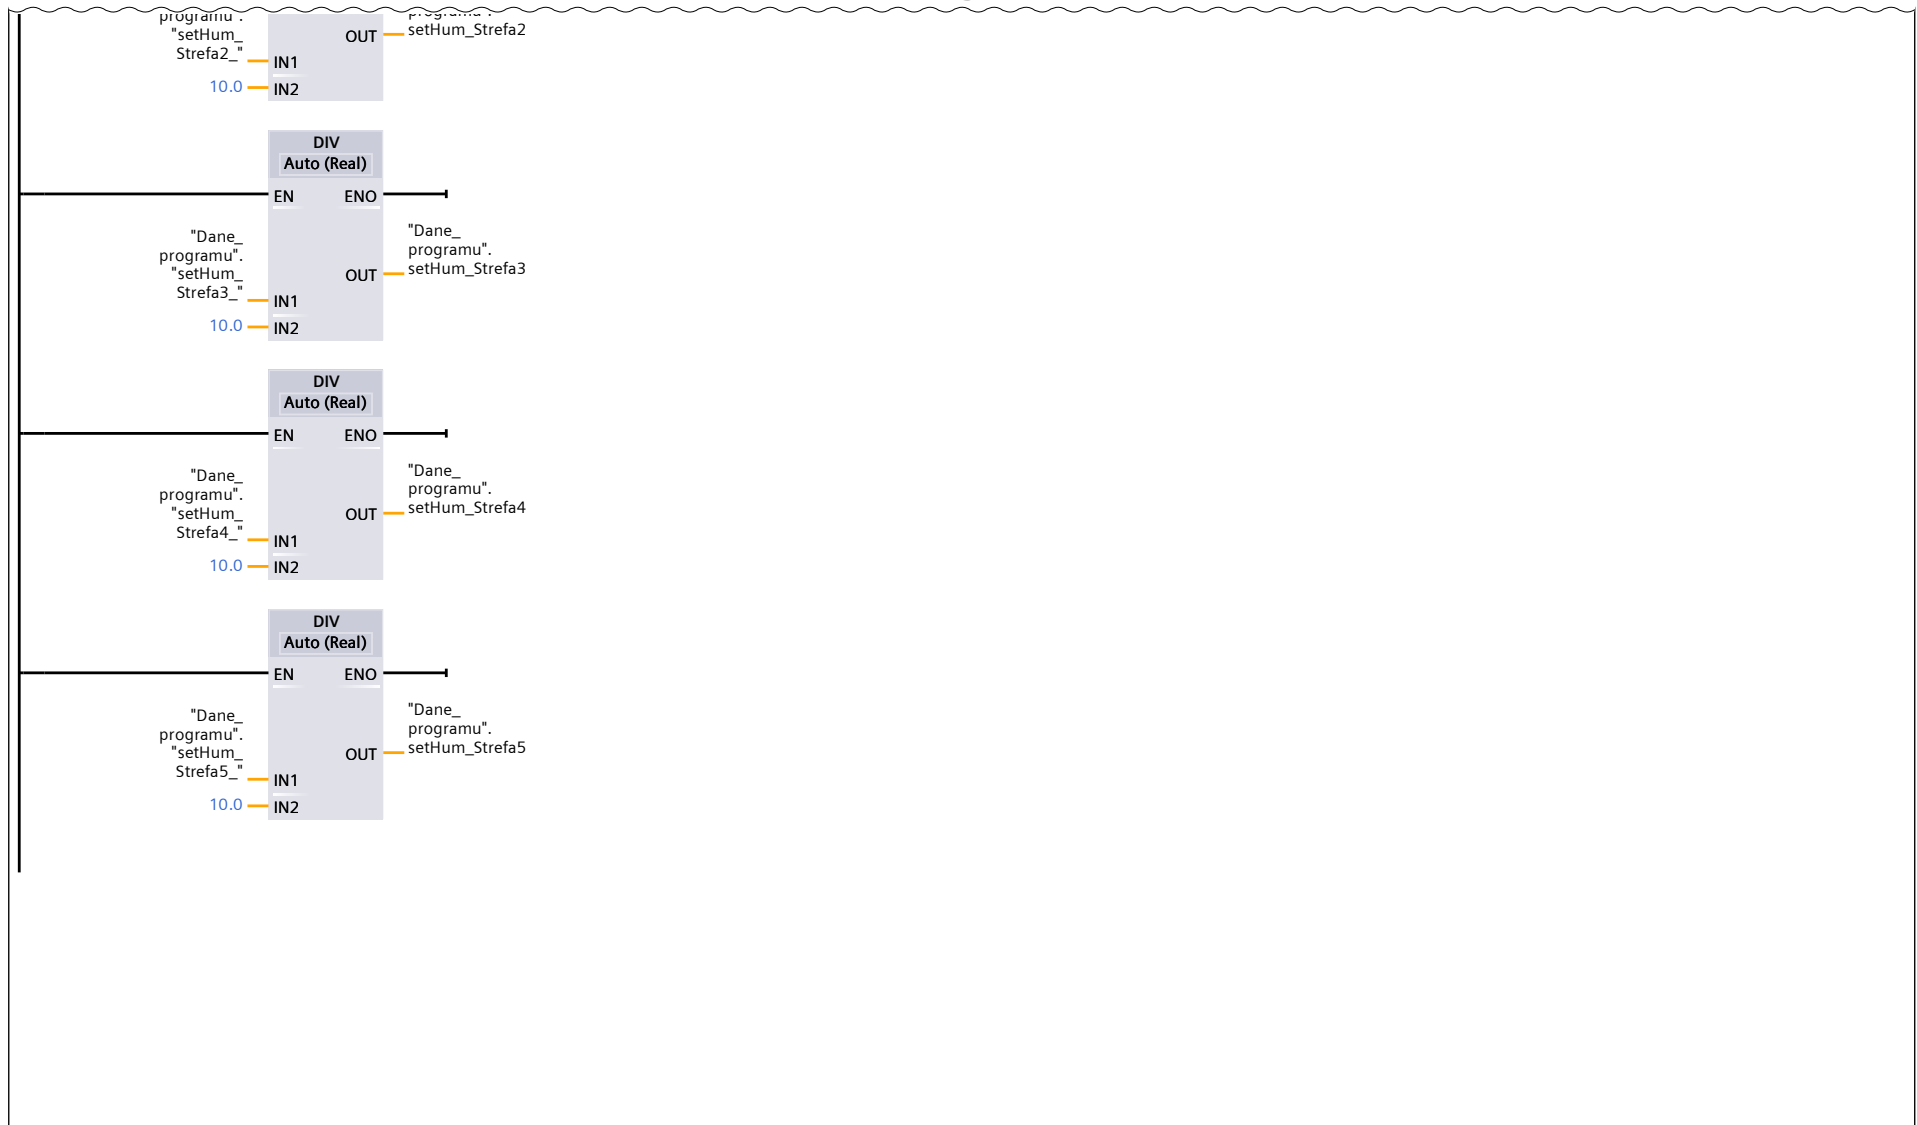 programu".
"setHum_
Strefa2_"
IN1
10.0
IN2
OUT
programu".
setHum_Strefa2
DIV
Auto (Real)
EN
ENO
"Dane_
programu".
"setHum_
Strefa3_"
IN1
10.0
IN2
OUT
"Dane_
programu".
setHum_Strefa3
DIV
Auto (Real)
EN
ENO
"Dane_
programu".
"setHum_
Strefa4_"
IN1
10.0
IN2
OUT
"Dane_
programu".
setHum_Strefa4
DIV
Auto (Real)
EN
ENO
"Dane_
programu".
"setHum_
Strefa5_"
IN1
10.0
IN2
OUT
"Dane_
programu".
setHum_Strefa5